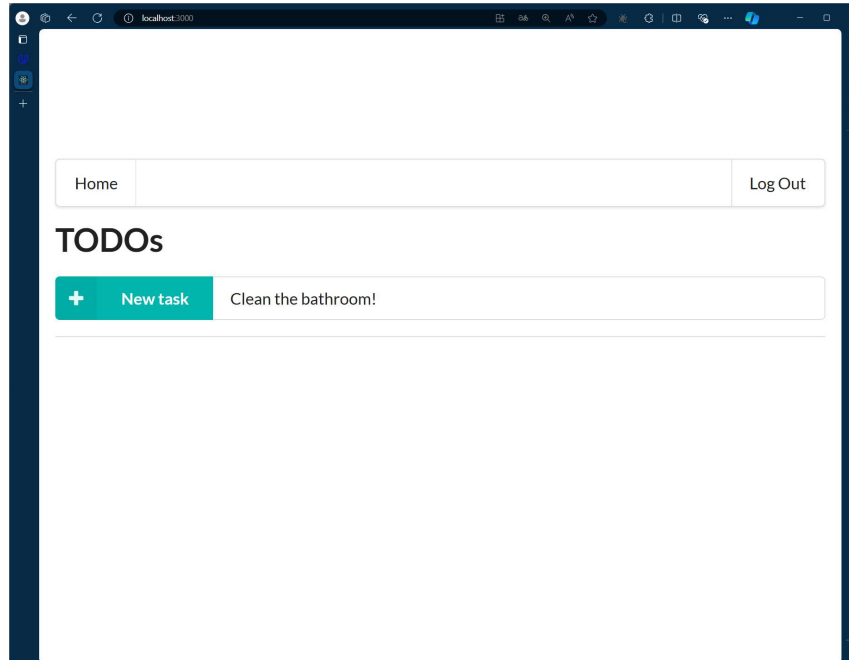 localhost:3000
Home
Log Out
TODOs
New task
Clean the bathroom!